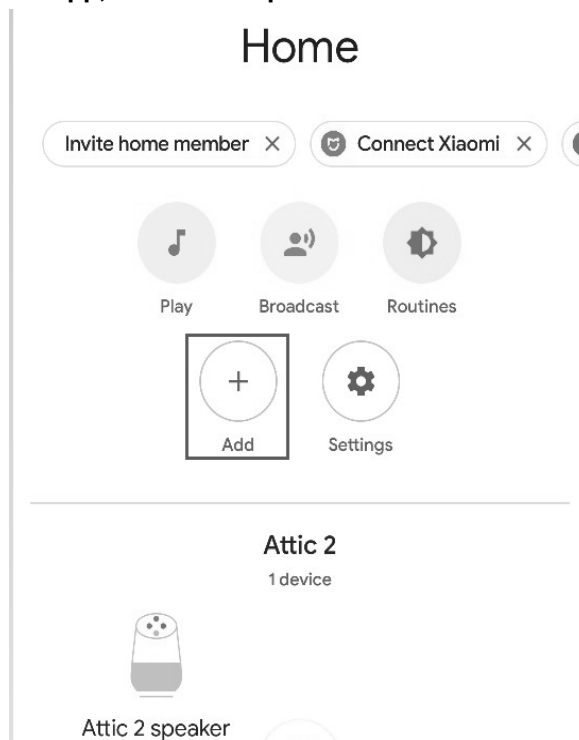 Home
Invite home member
Connect Xiaomi
Play
Broadcast
Routines
Add
Settings
Attic 2
1 device
Attic 2 speaker